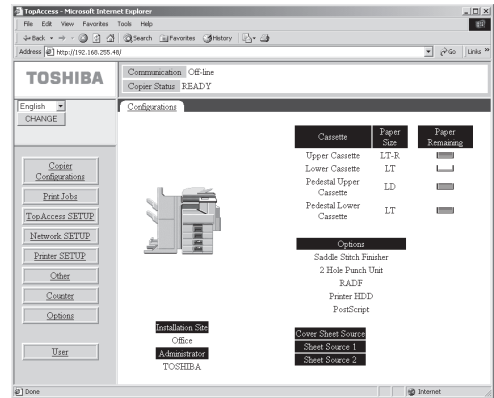 TopAccess - Microsoft Internet Explorer
File Edit View Favorites Tools Help
Back Search Favorites History
Address http://192.168.255.48/ Go Links »
TOSHIBA
Communication Off-line
Copier Status READY
English
CHANGE
Configurations
Copier Configurations
Print Jobs
TopAccess SETUP
Network SETUP
Printer SETUP
Other
Counter
Options
User
Cassette Paper Size Paper Remaining
Upper Cassette LT-R
Lower Cassette LT
Pedestal Upper Cassette LD
Pedestal Lower Cassette LT
Options
Saddle Stitch Finisher
2 Hole Punch Unit
RADF
Printer HDD
PostScript
Installation Site
Office
Administrator
TOSHIBA
Cover Sheet Source
Sheet Source 1
Sheet Source 2
Done Internet